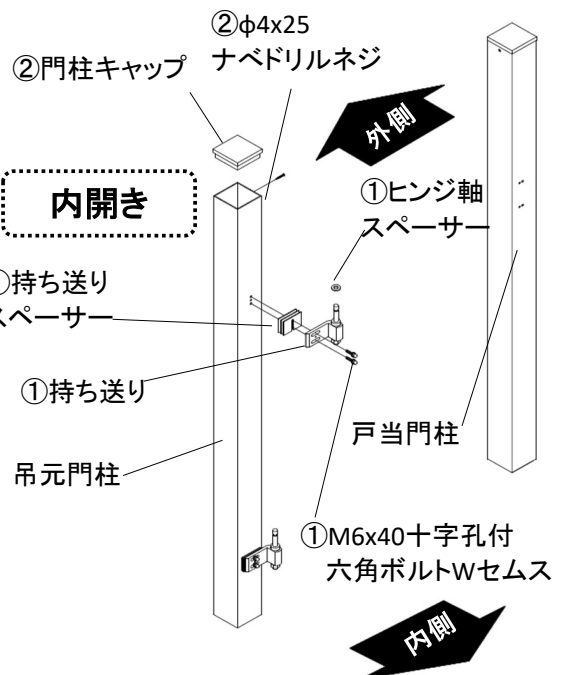 ②φ4x25
ナベドリルネジ
②門柱キャップ
外側
内開き
①ヒンジ軸
スペーサー
①持ち送り
スペーサー
①持ち送り
戸当門柱
吊元門柱
①M6x40十字孔付
六角ボルトWセムス
内側